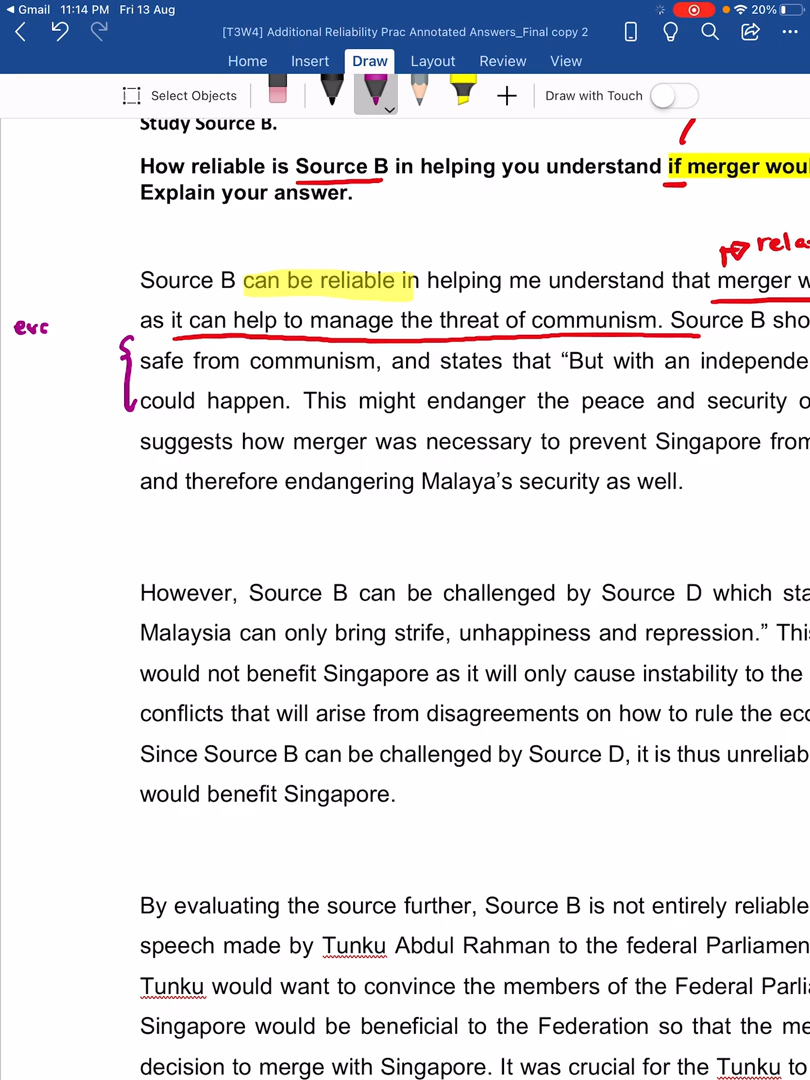 Gmail 11:14 PM Fri 13 Aug 20%
[T3W4] Additional Reliability Prac Annotated Answers_Final copy 2
Home Insert Draw Layout Review View
Select Objects Draw with Touch
Study Source B.
How reliable is Source B in helping you understand if merger woul
Explain your answer.
rela
Source B can be reliable in helping me understand that merger w
as it can help to manage the threat of communism. Source B sho
evc
safe from communism, and states that “But with an independe
could happen. This might endanger the peace and security o
suggests how merger was necessary to prevent Singapore from
and therefore endangering Malaya’s security as well.
However, Source B can be challenged by Source D which sta
Malaysia can only bring strife, unhappiness and repression.” This
would not benefit Singapore as it will only cause instability to the
conflicts that will arise from disagreements on how to rule the eco
Since Source B can be challenged by Source D, it is thus unreliab
would benefit Singapore.
By evaluating the source further, Source B is not entirely reliable
speech made by Tunku Abdul Rahman to the federal Parliamen
Tunku would want to convince the members of the Federal Parlia
Singapore would be beneficial to the Federation so that the me
decision to merge with Singapore. It was crucial for the Tunku to